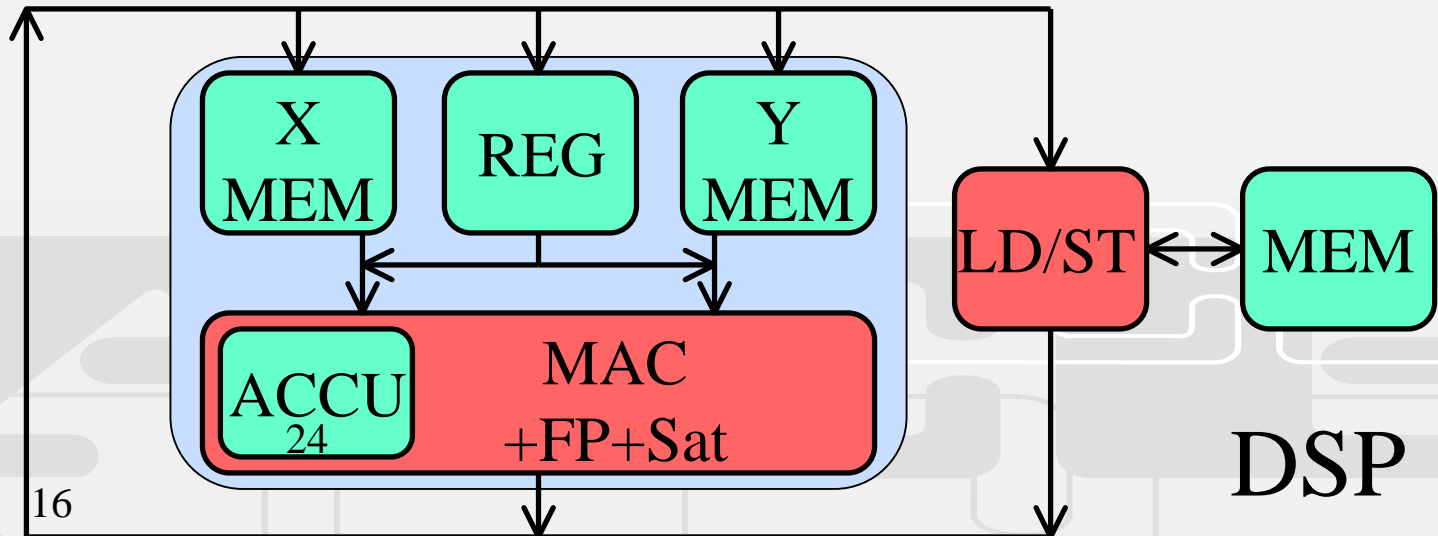 X
MEM
REG
Y
MEM
LD/ST
MEM
ACCU
24
MAC
+FP+Sat
DSP
16